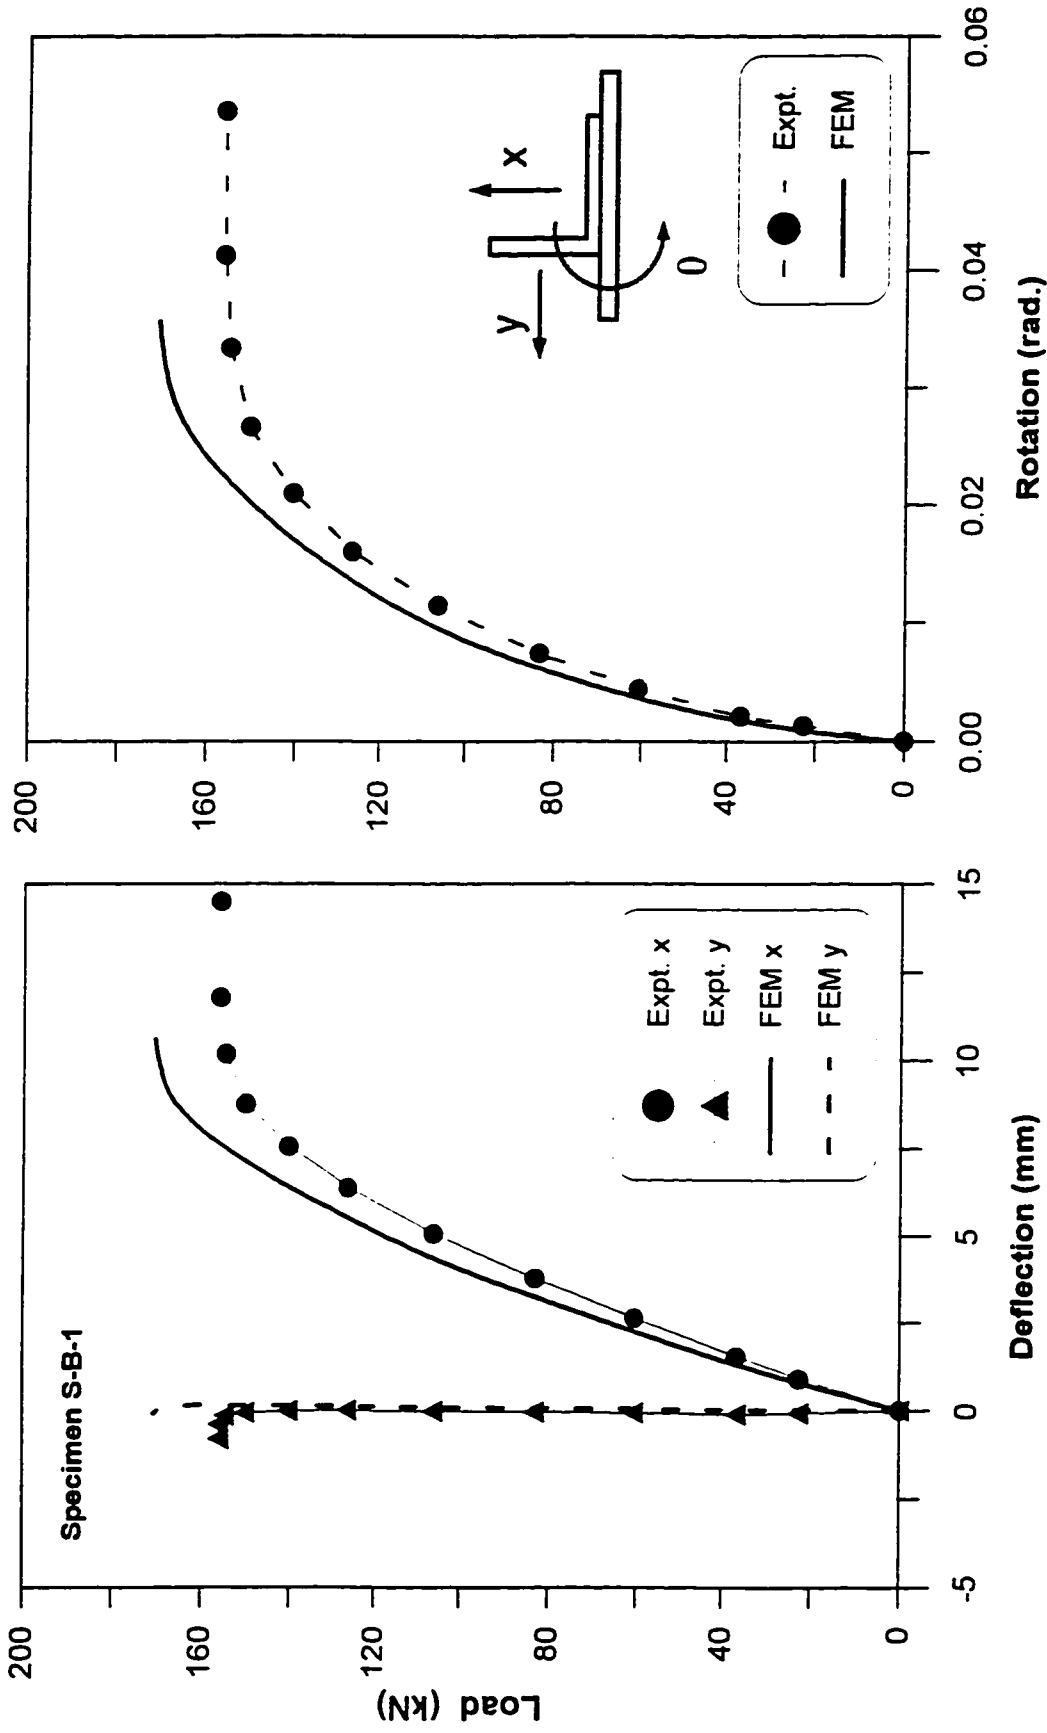 Specimen S-B-1
Load (kN)
200
160
120
80
40
0
-5
0
5
10
15
Deflection (mm)
Expt. x
Expt. y
FEM x
FEM y
200
160
120
80
40
0
0.00
0.02
0.04
0.06
Rotation (rad.)
x
y
θ
Expt.
FEM